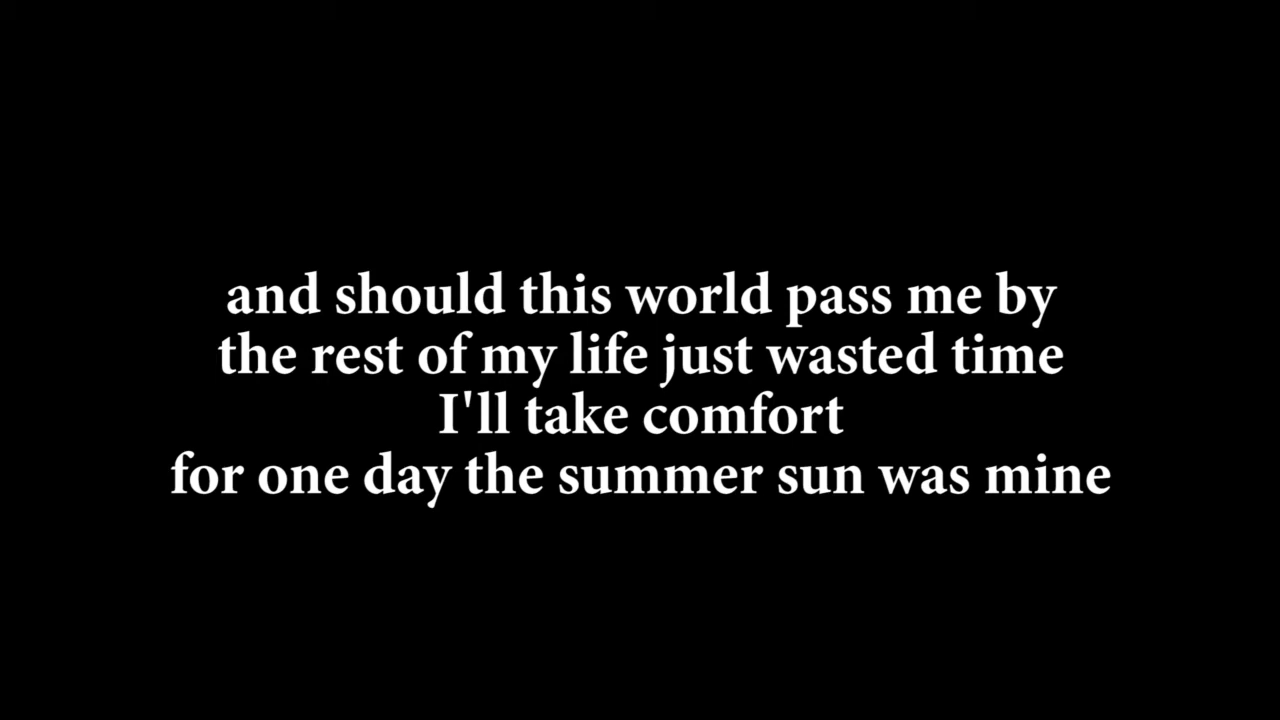 and should this world pass me by
the rest of my life just wasted time
I'll take comfort
for one day the summer sun was mine